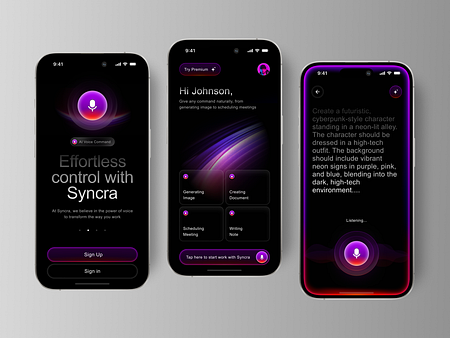 9:41
AI Voice Command
Effortless
control with
Syncra
At Syncra, we believe in the power of voice
to transform the way you work
Sign Up
Sign in
9:41
Try Premium
Hi Johnson,
Give any command naturally, from
generating image to scheduling meetings
Generating
Image
Creating
Document
Scheduling
Meeting
Writing
Note
Tap here to start work with Syncra
9:41
Create a futuristic,
cyberpunk-style character
standing in a neon-lit alley.
The character should be
dressed in a high-tech
outfit. The background
should include vibrant
neon signs in purple, pink,
and blue, blending into the
dark, high-tech
environment....
Listening...